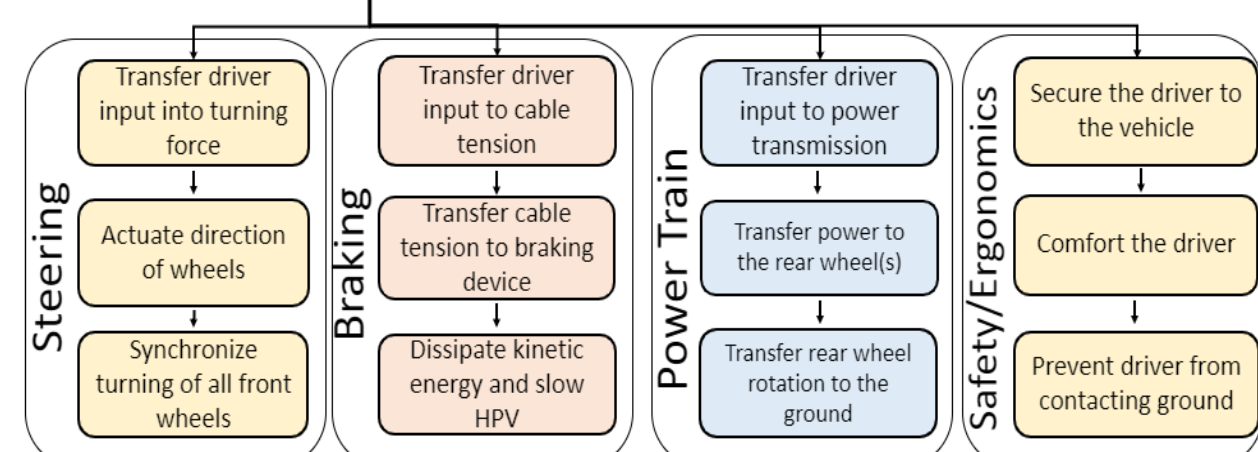 Steering
Transfer driver
input into turning
force
Actuate direction
of wheels
Synchronize
turning of all front
wheels
Braking
Transfer driver
input to cable
tension
Transfer cable
tension to braking
device
Dissipate kinetic
energy and slow
HPV
Power Train
Transfer driver
input to power
transmission
Transfer power to
the rear wheel(s)
Transfer rear wheel
rotation to the
ground
Safety/Ergonomics
Secure the driver to
the vehicle
Comfort the driver
Prevent driver from
contacting ground